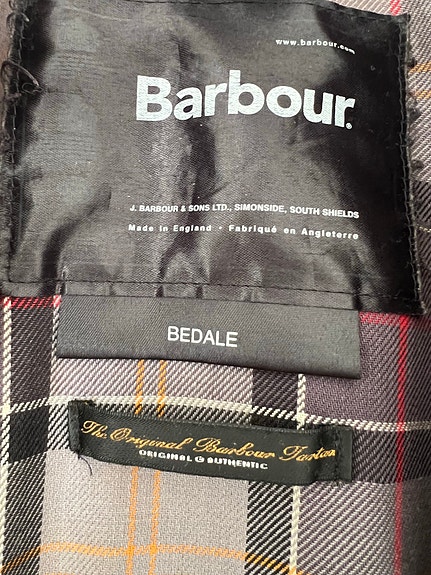 www.barbour.com
Barbour®
J. BARBOUR & SONS LTD., SIMONSIDE, SOUTH SHIELDS
Made in England • Fabriqué en Angleterre
BEDALE
The Original Barbour Tartan
ORIGINAL & AUTHENTIC